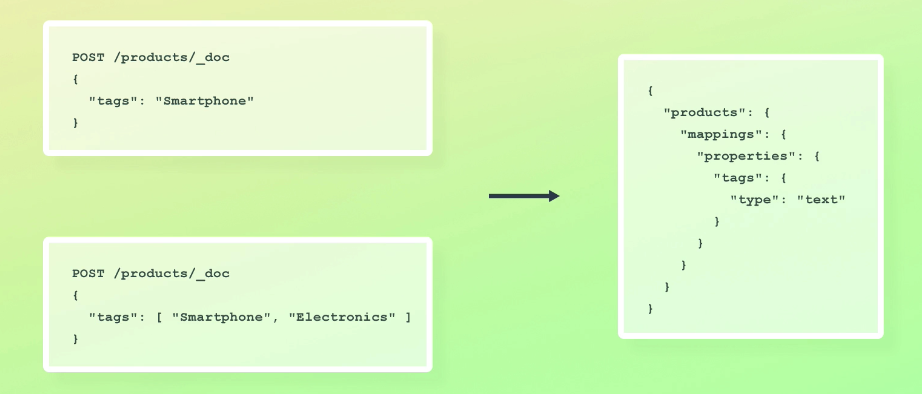 POST /products/_doc
{
  "tags": "Smartphone"
}
POST /products/_doc
{
  "tags": [ "Smartphone", "Electronics" ]
}
{
  "products": {
    "mappings": {
      "properties": {
        "tags": {
          "type": "text"
        }
      }
    }
  }
}